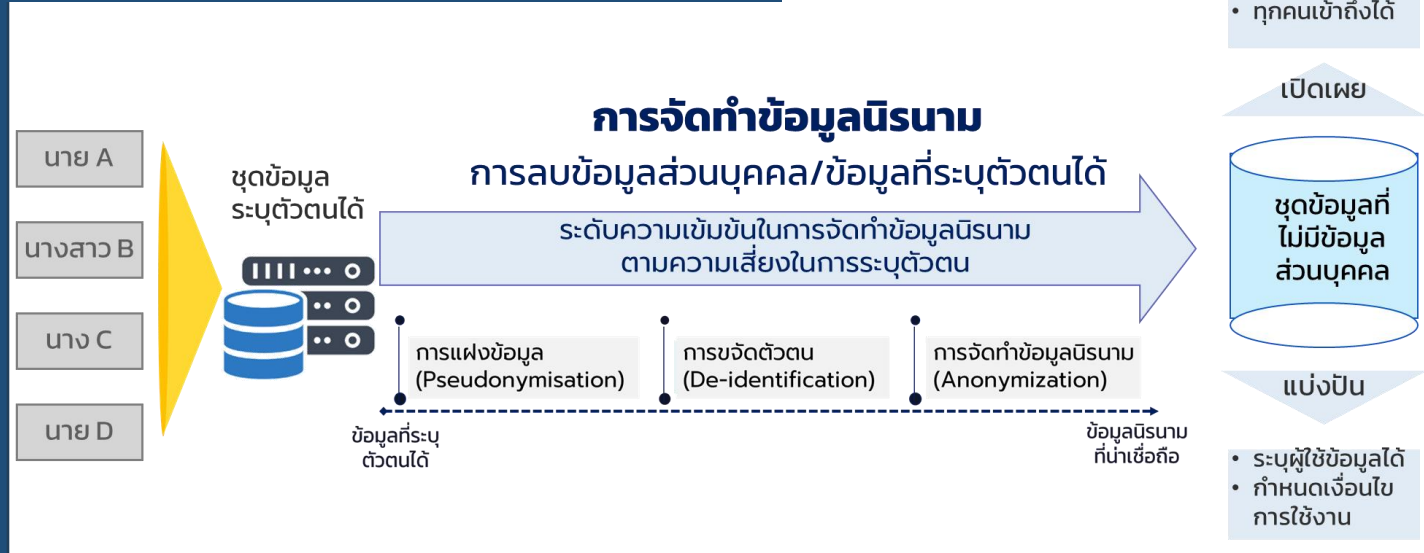 นาย A
นางสาว B
นาง C
นาย D
ชุดข้อมูล
ระบุตัวตนได้
การจัดทำข้อมูลนิรนาม
การลบข้อมูลส่วนบุคคล/ข้อมูลที่ระบุตัวตนได้
ระดับความเข้มข้นในการจัดทำข้อมูลนิรนาม
ตามความเสี่ยงในการระบุตัวตน
การแฝงข้อมูล
(Pseudonymisation)
การขจัดตัวตน
(De-identification)
การจัดทำข้อมูลนิรนาม
(Anonymization)
ข้อมูลที่ระบุ
ตัวตนได้
ข้อมูลนิรนาม
ที่น่าเชื่อถือ
• ทุกคนเข้าถึงได้
เปิดเผย
ชุดข้อมูลที่
ไม่มีข้อมูล
ส่วนบุคคล
แบ่งปัน
• ระบุผู้ใช้ข้อมูลได้
• กำหนดเงื่อนไข
การใช้งาน